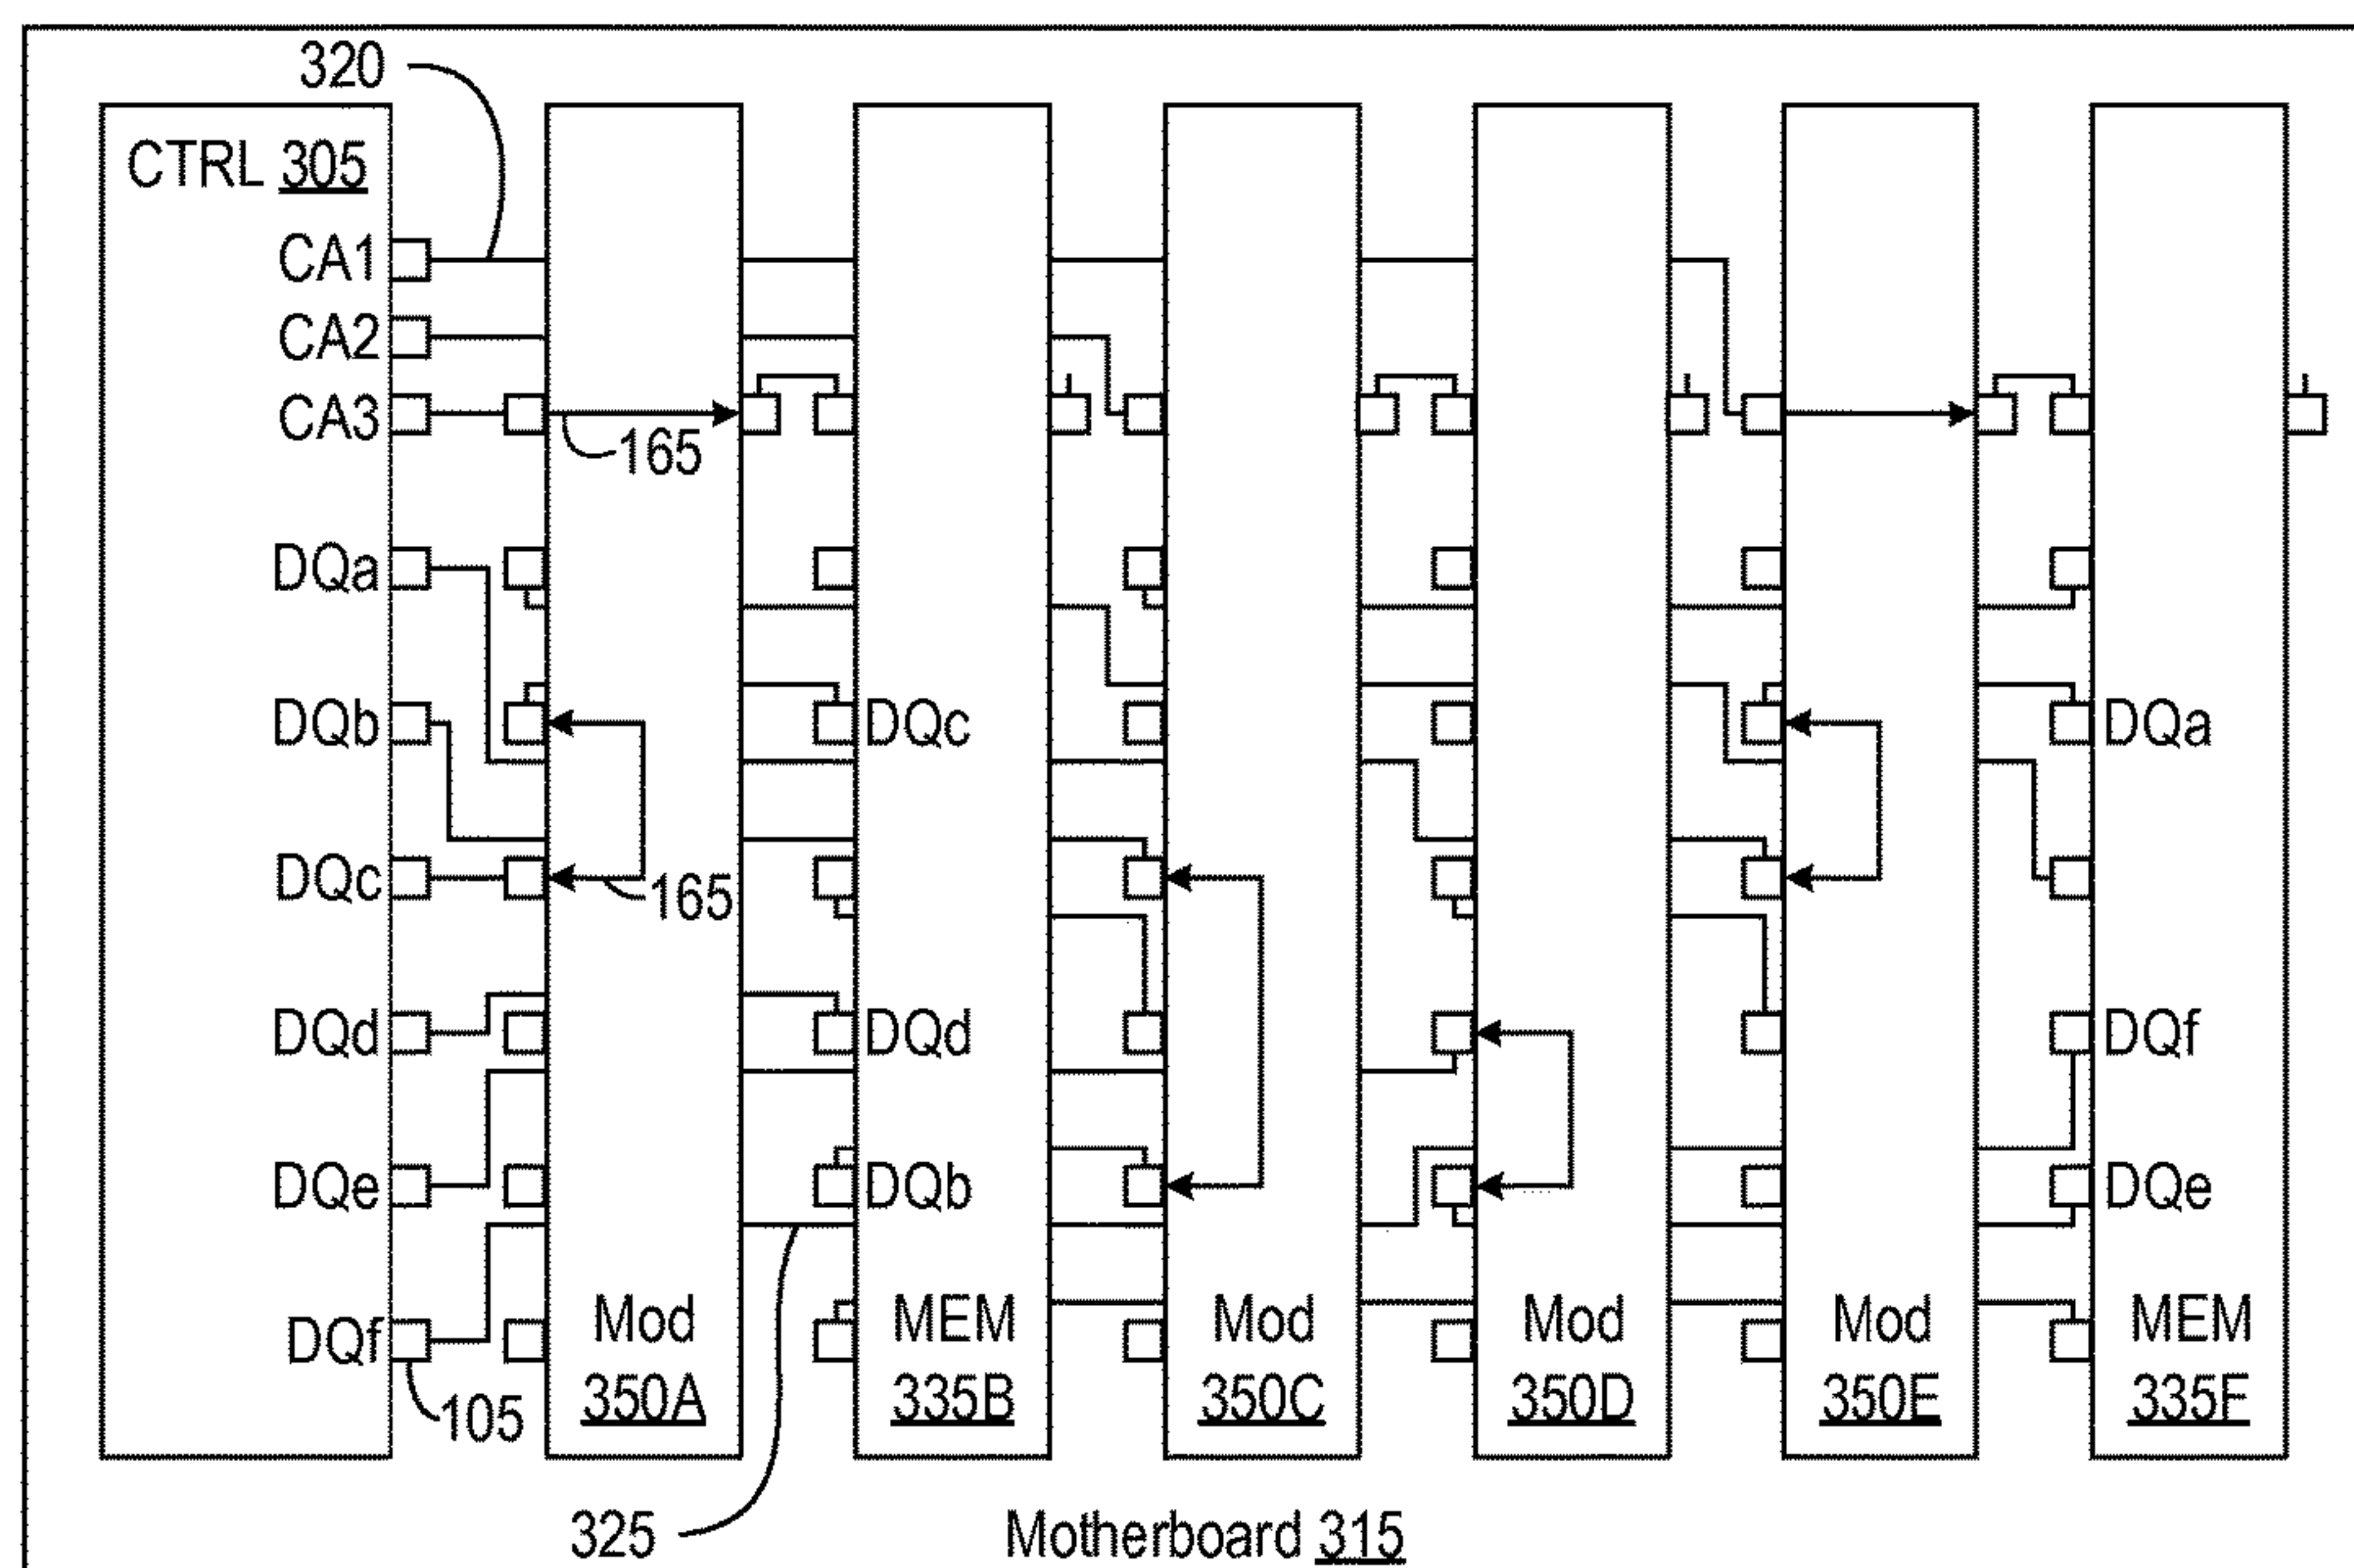 320
CTRL 305
CA1
CA2
CA3
165
DQa
DQb
DQc
DQa
DQc
165
DQd
DQd
DQf
DQe
DQb
DQe
DQf
105
Mod
350A
MEM
335B
Mod
350C
Mod
350D
Mod
350E
MEM
335F
325
Motherboard 315